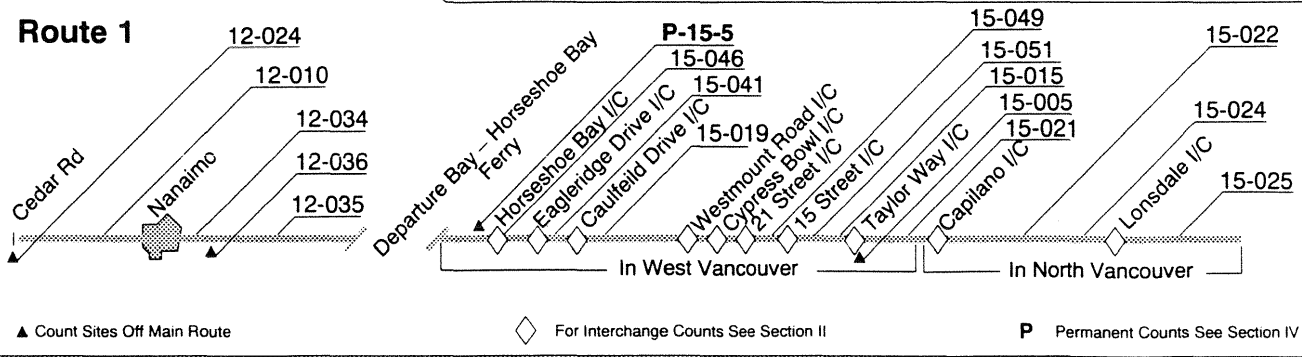 Route 1
12-024
12-010
12-034
12-036
12-035
Cedar Rd
Nanaimo
Departure Bay – Horseshoe Bay
Ferry
P-15-5
15-046
15-041
15-019
Horseshoe Bay I/C
Eagleridge Drive I/C
Caulfeild Drive I/C
Westmount Road I/C
Cypress Bowl I/C
21 Street I/C
15 Street I/C
15-049
15-051
15-015
15-005
15-021
Taylor Way I/C
Capilano I/C
15-022
15-024
15-025
Lonsdale I/C
In West Vancouver
In North Vancouver
Count Sites Off Main Route
For Interchange Counts See Section II
P Permanent Counts See Section IV